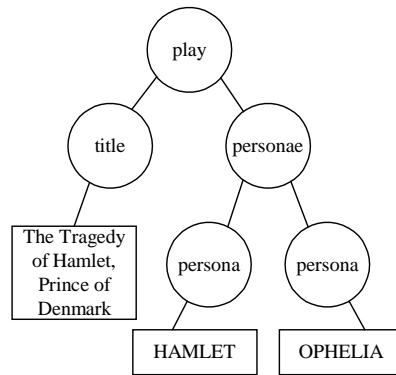 play
title
personae
The Tragedy
of Hamlet,
Prince of
Denmark
persona
persona
HAMLET
OPHELIA